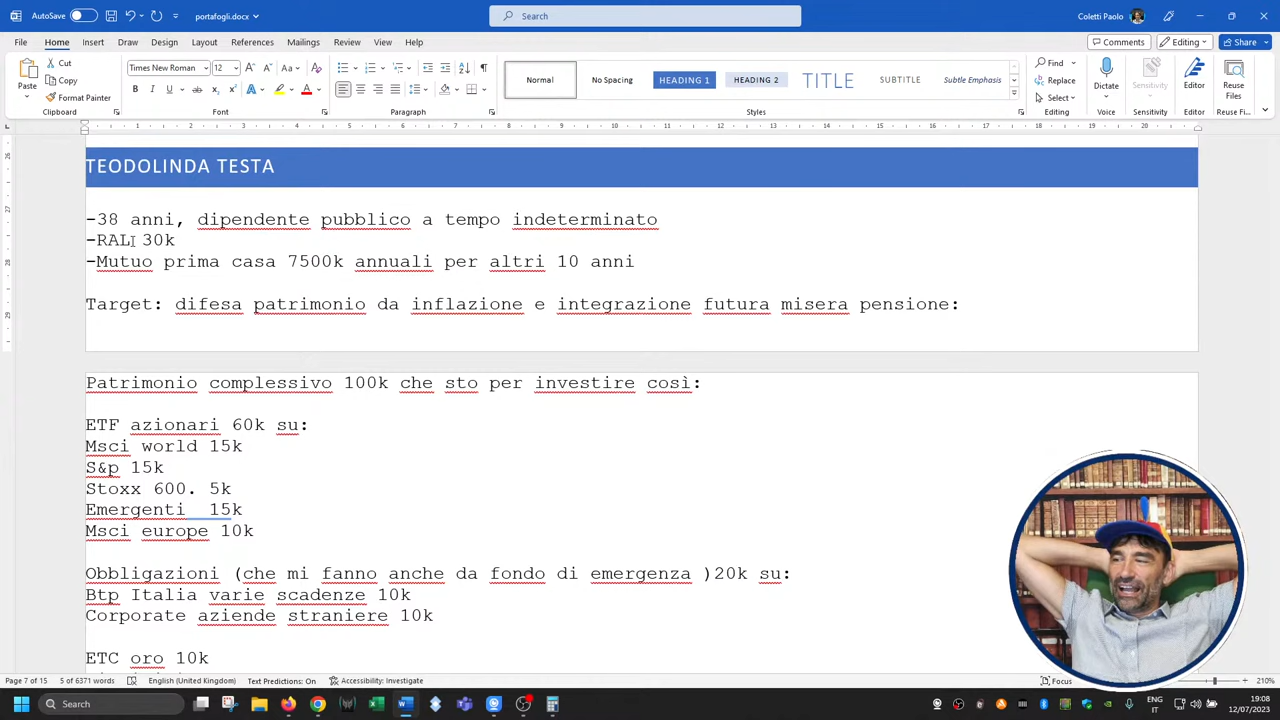 AutoSave
portafogli.docx
Search
Coletti Paolo
File
Home
Insert
Draw
Design
Layout
References
Mailings
Review
View
Help
Comments
Editing
Share
Paste
Cut
Copy
Format Painter
Clipboard
Times New Roman
12
Font
Paragraph
Normal
No Spacing
HEADING 1
HEADING 2
TITLE
SUBTITLE
Subtle Emphasis
Styles
Find
Replace
Select
Editing
Dictate
Voice
Sensitivity
Sensitivity
Editor
Editor
Reuse Files
Reuse Fi...
TEODOLINDA TESTA
-38 anni, dipendente pubblico a tempo indeterminato
-RAL: 30k
-Mutuo prima casa 7500k annuali per altri 10 anni
Target: difesa patrimonio da inflazione e integrazione futura misera pensione:
Patrimonio complessivo 100k che sto per investire così:
ETF azionari 60k su:
Msci world 15k
S&p 15k
Stoxx 600. 5k
Emergenti 15k
Msci europe 10k
Obbligazioni (che mi fanno anche da fondo di emergenza )20k su:
Btp Italia varie scadenze 10k
Corporate aziende straniere 10k
ETC oro 10k
Page 7 of 15
5 of 6371 words
English (United Kingdom)
Text Predictions: On
Accessibility: Investigate
Focus
210%
Search
ENG
IT
19:08
12/07/2023